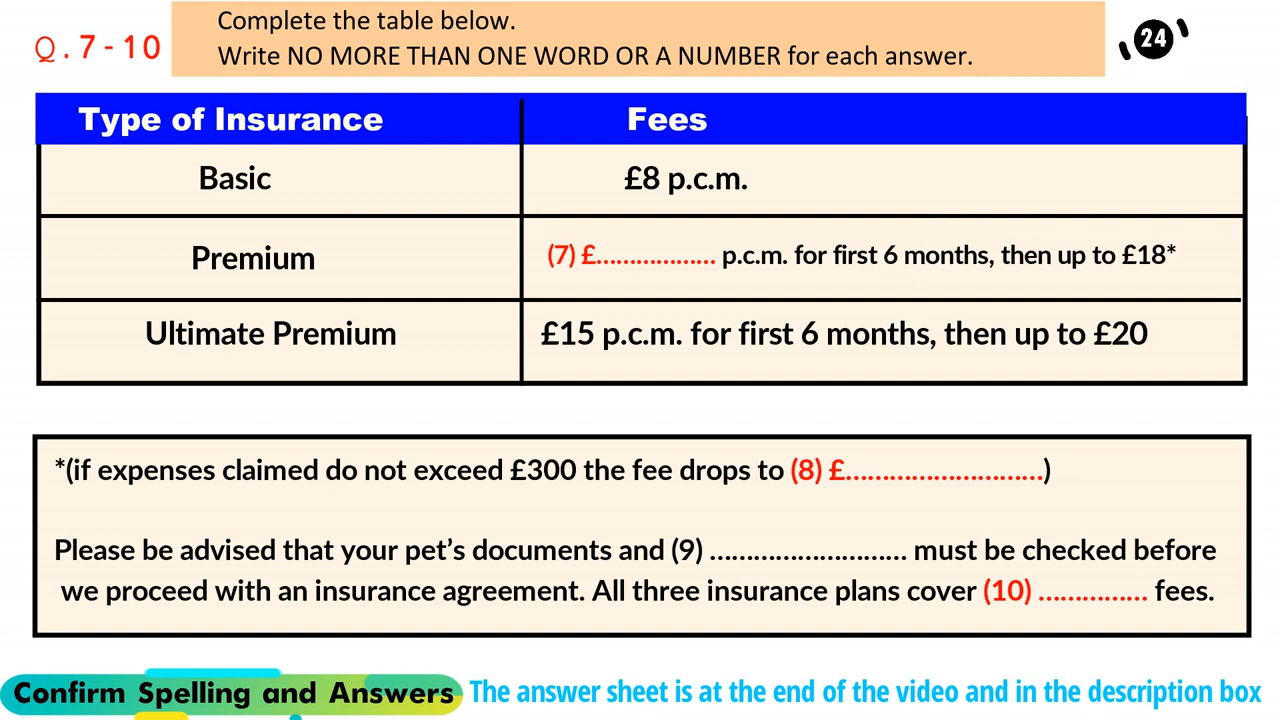 Q.7-10
Complete the table below.
Write NO MORE THAN ONE WORD OR A NUMBER for each answer.
24
Type of Insurance Fees
Basic £8 p.c.m.
Premium (7) £.................. p.c.m. for first 6 months, then up to £18*
Ultimate Premium £15 p.c.m. for first 6 months, then up to £20
*(if expenses claimed do not exceed £300 the fee drops to (8) £...........................)
Please be advised that your pet’s documents and (9) ........................... must be checked before
we proceed with an insurance agreement. All three insurance plans cover (10) ............... fees.
Confirm Spelling and Answers The answer sheet is at the end of the video and in the description box